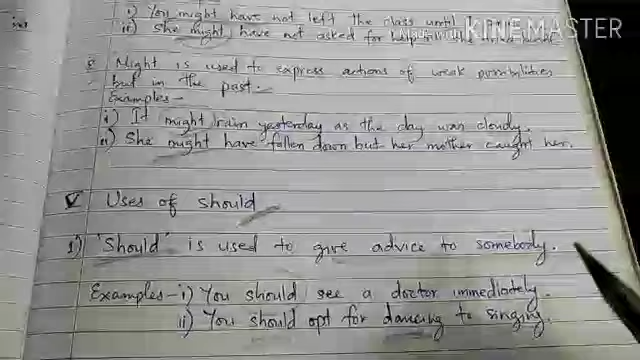 i) You might have not left the class until
MADE WITH KINEMASTER
ii) She might have not asked for help
Might is used to express actions of weak possibilities
but in the past.
Examples-
i) It might rain yesterday as the day was cloudy.
ii) She might have fallen down but her mother caught her.
V Uses of should
1) "Should" is used to give advice to somebody.
Examples- i) You should see a doctor immediately.
ii) You should opt for dancing to singing.